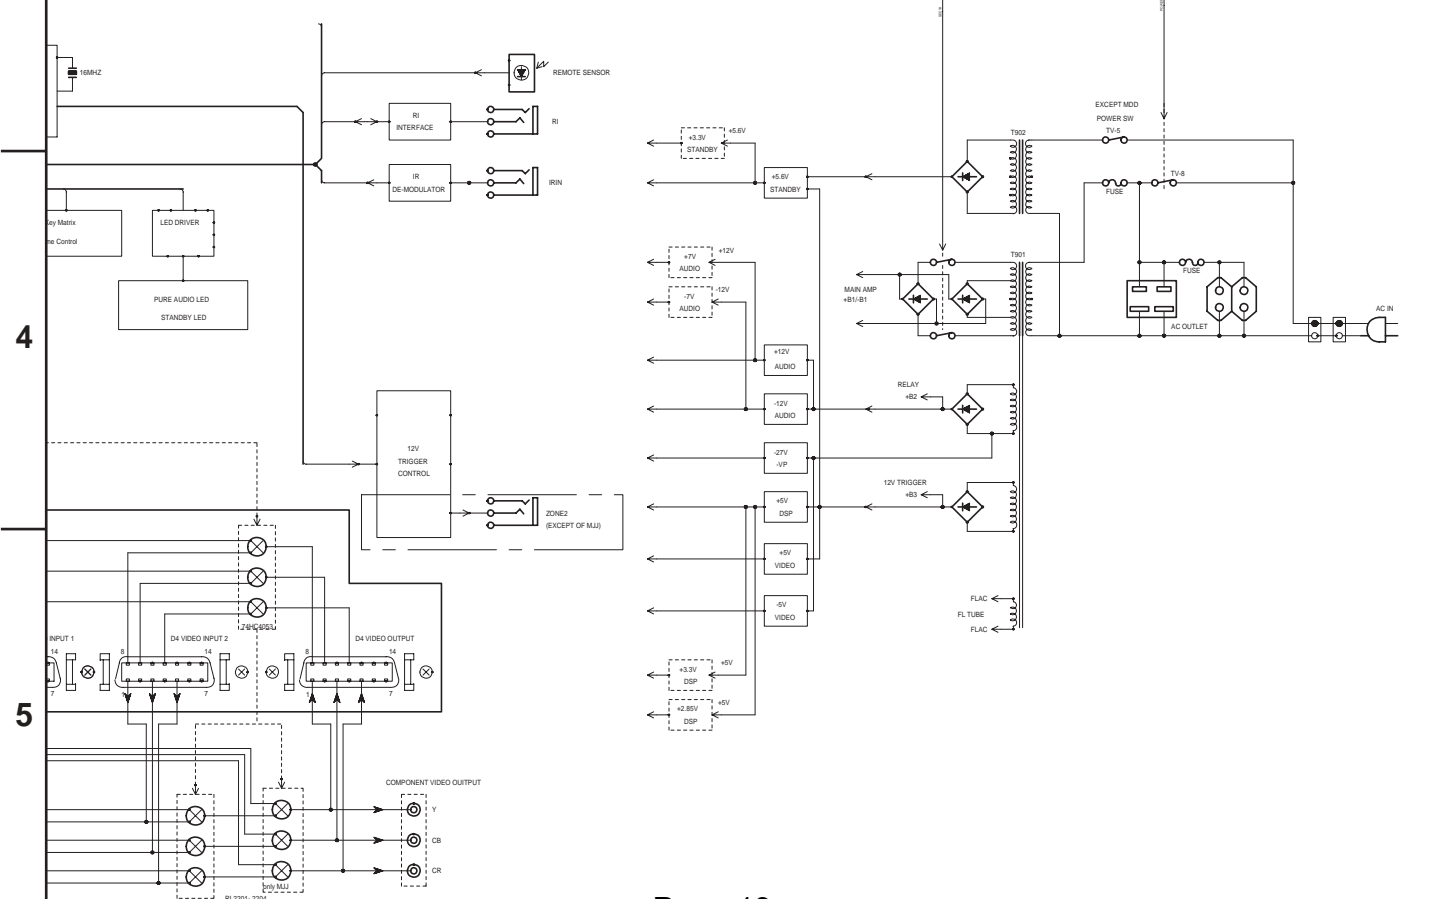 16MHZ
REMOTE SENSOR
RI
INTERFACE
RI
IR
DE-MODULATOR
IRIN
Key Matrix
me Control
LED DRIVER
PURE AUDIO LED
STANDBY LED
4
12V
TRIGGER
CONTROL
ZONE2
(EXCEPT OF MJJ)
74HC4053
INPUT 1
14
7
D4 VIDEO INPUT 2
8
14
1
7
D4 VIDEO OUTPUT
8
14
1
7
5
COMPONENT VIDEO OUITPUT
Y
CB
CR
only MJJ
RL2201- 2204
+3.3V
STANDBY
+5.6V
+5.6V
STANDBY
+7V
AUDIO
+12V
-7V
AUDIO
-12V
+12V
AUDIO
-12V
AUDIO
-27V
-VP
+5V
DSP
+5V
VIDEO
-5V
VIDEO
+3.3V
DSP
+5V
+2.85V
DSP
+5V
EXCEPT MDD
POWER SW
TV-5
T902
TV-8
FUSE
T901
MAIN AMP
+B1/-B1
FUSE
AC OUTLET
AC IN
RELAY
+B2
12V TRIGGER
+B3
FLAC
FL TUBE
FLAC